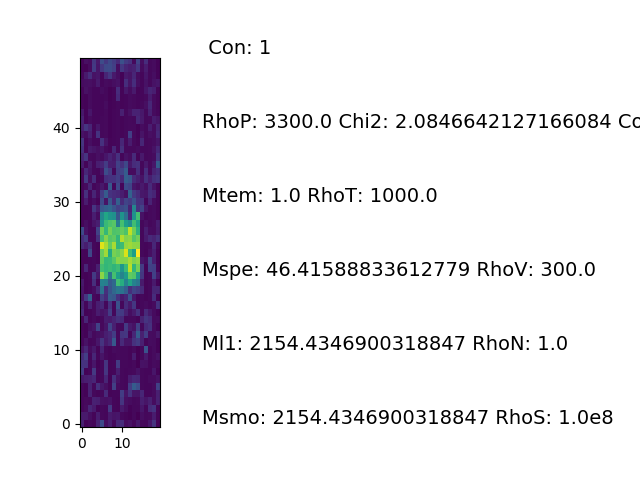 Con: 1
RhoP: 3300.0 Chi2: 2.0846642127166084 Co
40
Mtem: 1.0 RhoT: 1000.0
30
Mspe: 46.41588833612779 RhoV: 300.0
20
Ml1: 2154.4346900318847 RhoN: 1.0
10
Msmo: 2154.4346900318847 RhoS: 1.0e8
0
0 10